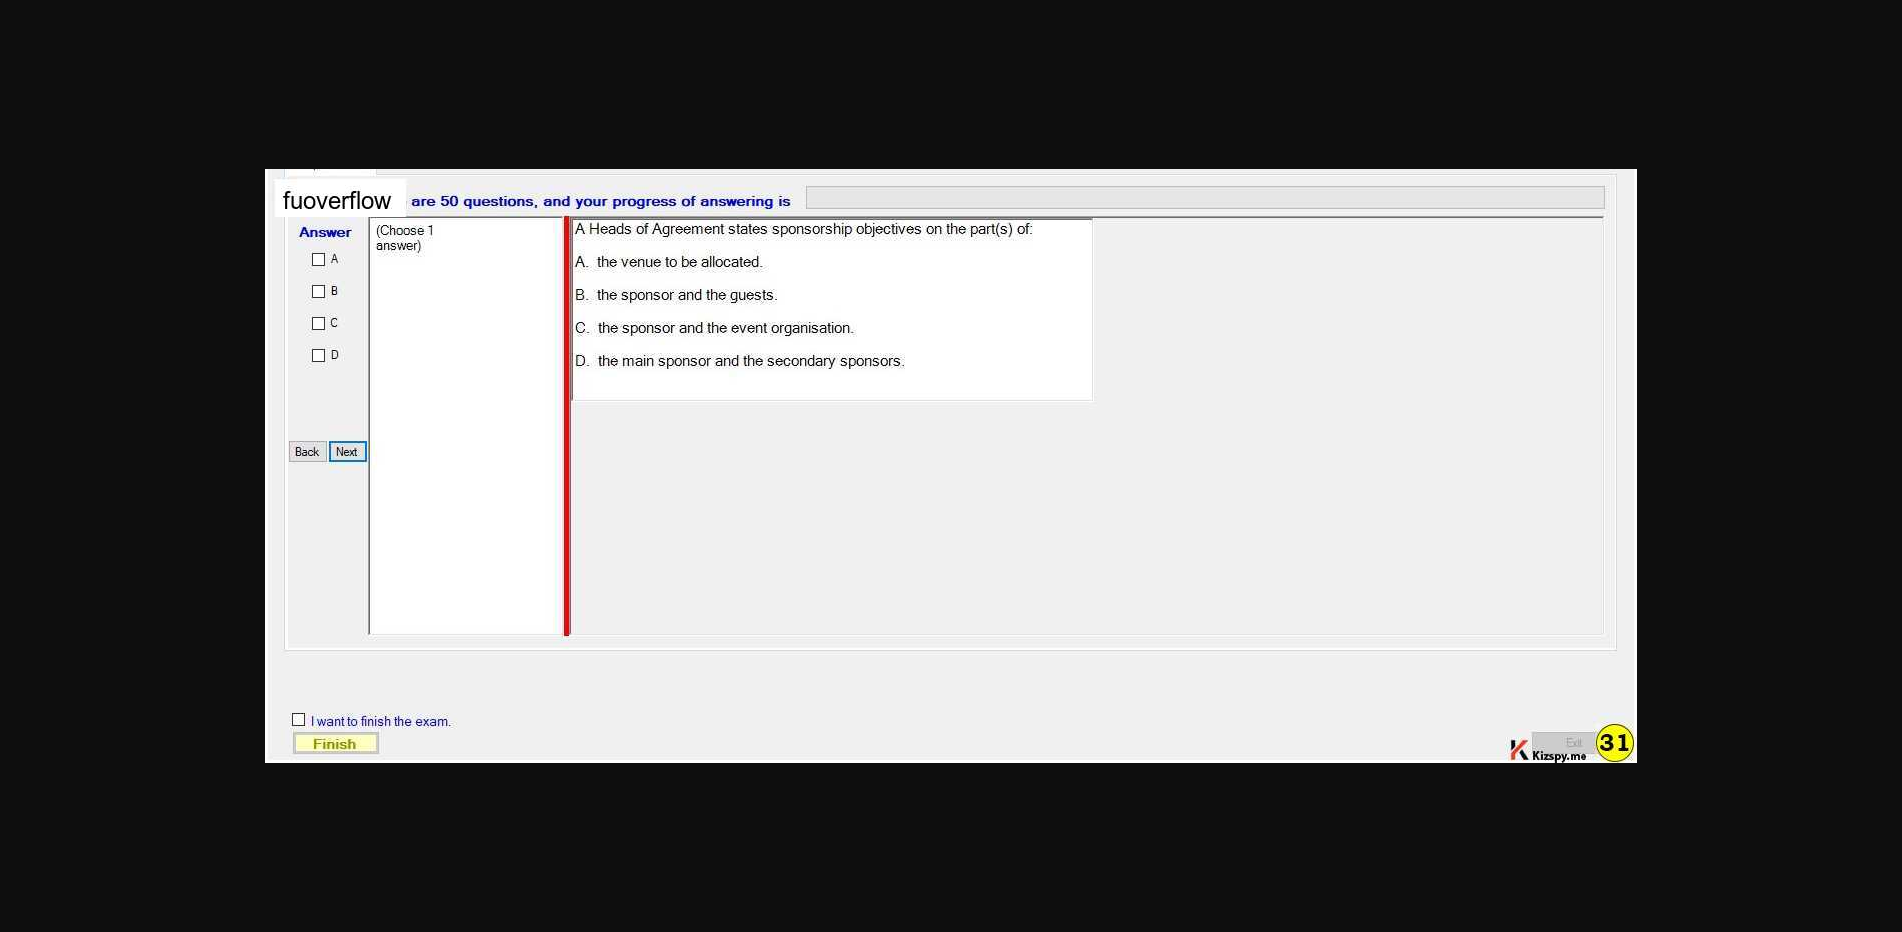 fuoverflow are 50 questions, and your progress of answering is
Answer
A
B
C
D
Back Next
(Choose 1
answer)
A Heads of Agreement states sponsorship objectives on the part(s) of:
A. the venue to be allocated.
B. the sponsor and the guests.
C. the sponsor and the event organisation.
D. the main sponsor and the secondary sponsors.
I want to finish the exam.
Finish
Exit
Kizspy.me
31